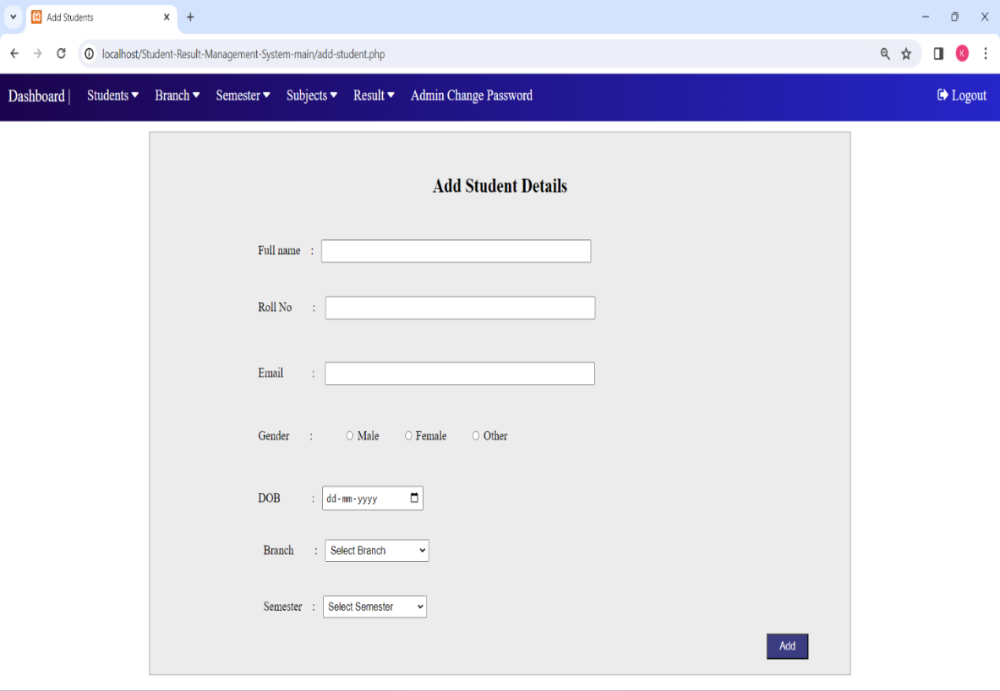 Add Students
localhost/Student-Result-Management-System-main/add-student.php
K
Dashboard | Students Branch Semester Subjects Result Admin Change Password Logout
Add Student Details
Full name :
Roll No :
Email :
Gender : Male Female Other
DOB : dd-mm-yyyy
Branch : Select Branch
Semester : Select Semester
Add